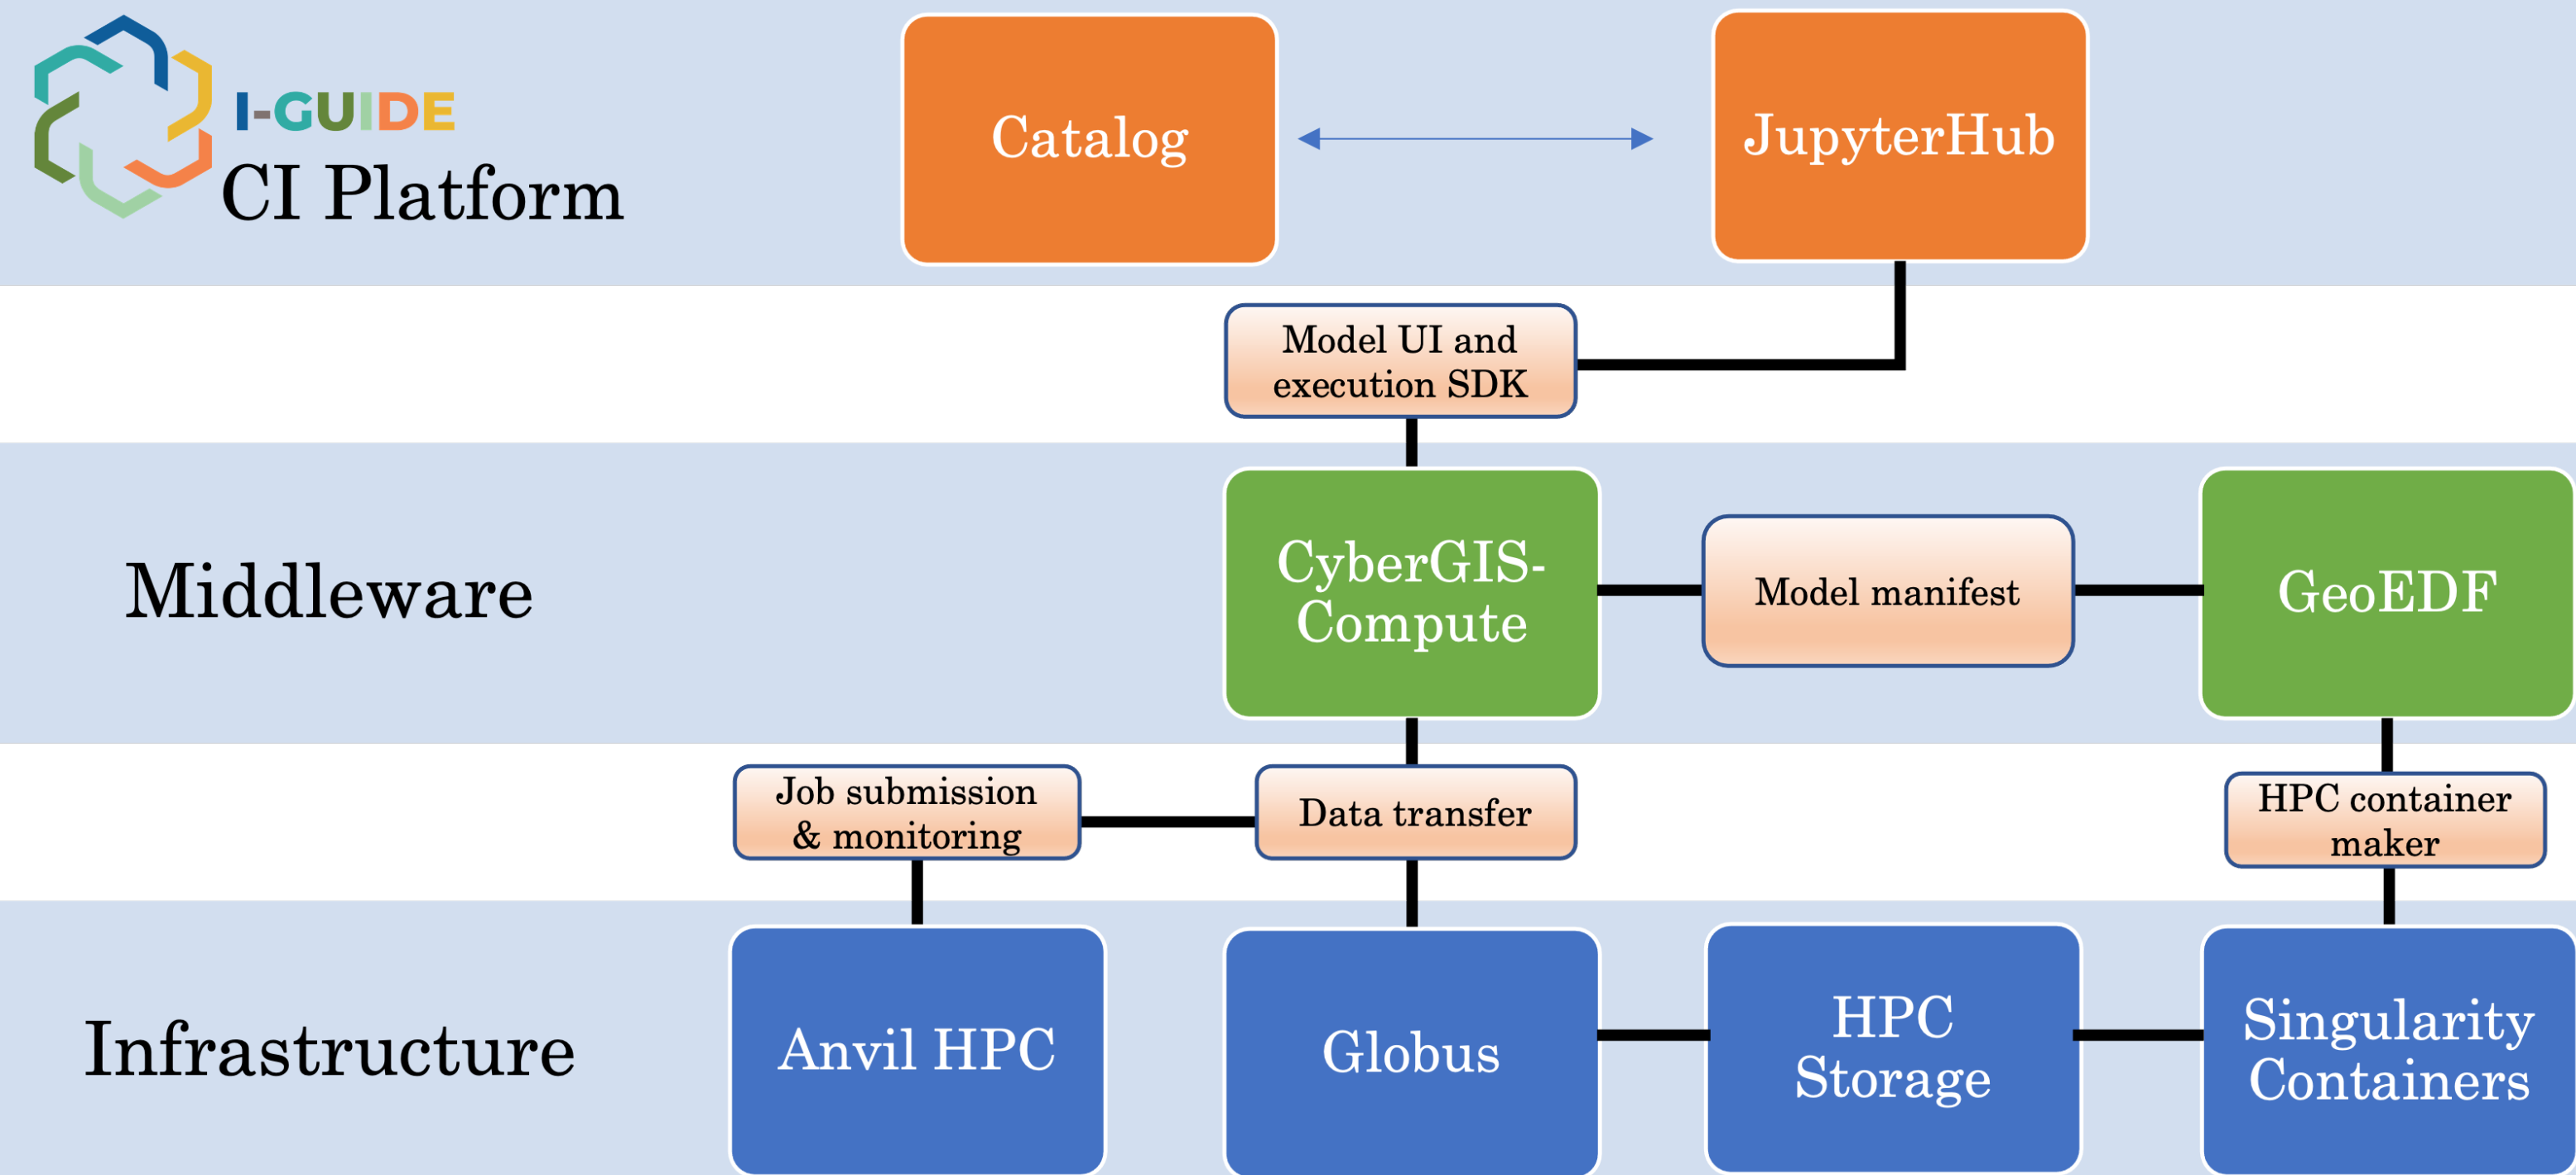 I-GUIDE
CI Platform
Catalog
JupyterHub
Model UI and
execution SDK
Middleware
CyberGIS-
Compute
Model manifest
GeoEDF
Job submission
& monitoring
Data transfer
HPC container
maker
Infrastructure
Anvil HPC
Globus
HPC
Storage
Singularity
Containers